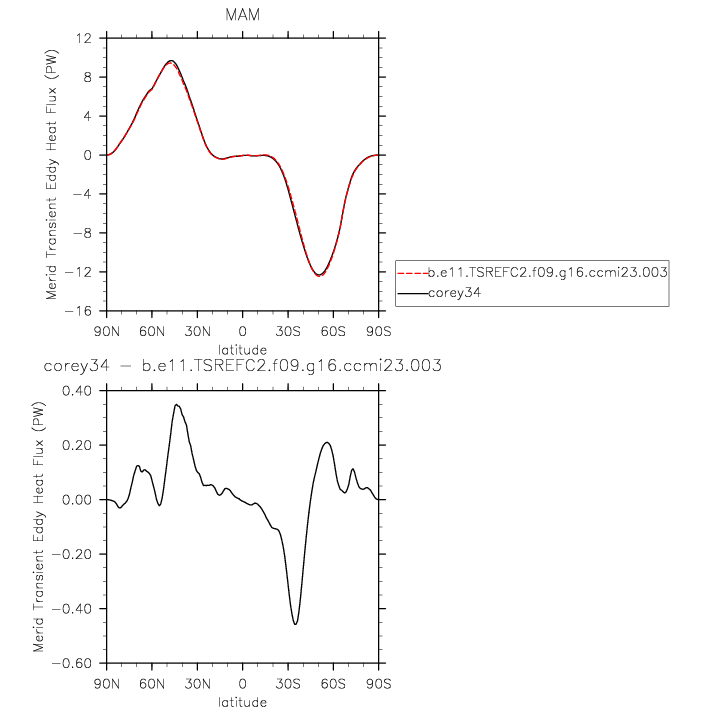 MAM
Merid Transient Eddy Heat Flux (PW)
12
8
4
0
−4
−8
−12
−16
90N 60N 30N 0 30S 60S 90S
latitude
b.e11.TSREFC2.f09.g16.ccmi23.003
corey34
corey34 − b.e11.TSREFC2.f09.g16.ccmi23.003
Merid Transient Eddy Heat Flux (PW)
0.40
0.20
0.00
−0.20
−0.40
−0.60
90N 60N 30N 0 30S 60S 90S
latitude